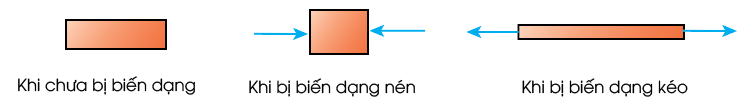 Khi chưa bị biến dạng
Khi bị biến dạng nén
Khi bị biến dạng kéo